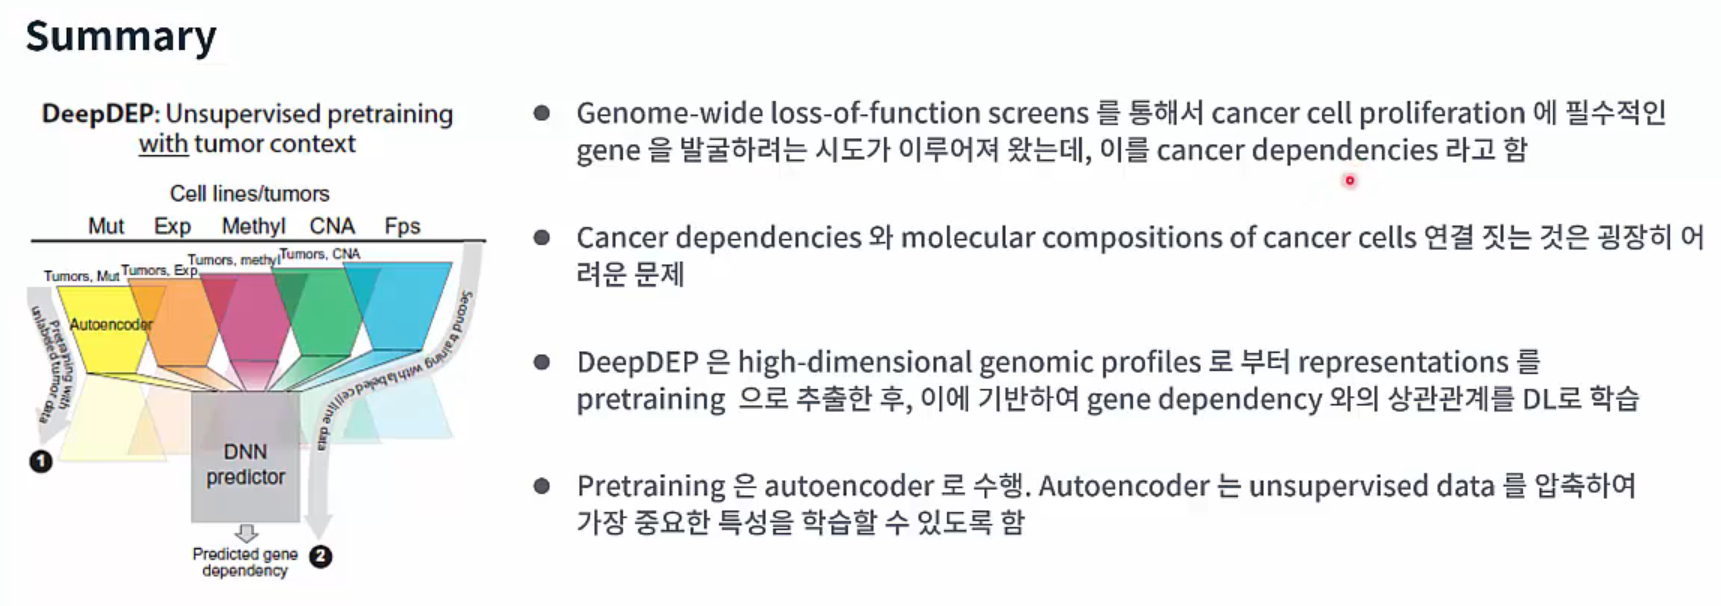 Summary
DeepDEP: Unsupervised pretraining
with tumor context
Cell lines/tumors
Mut Exp Methyl CNA Fps
Tumors, Mut Tumors, Exp Tumors, methyl Tumors, CNA
Autoencoder
Pretraining with
unlabeled tumor data
Second training with labeled cell line data
1
DNN
predictor
Predicted gene
dependency
2
● Genome-wide loss-of-function screens 를 통해서 cancer cell proliferation 에 필수적인
gene 을 발굴하려는 시도가 이루어져 왔는데, 이를 cancer dependencies 라고 함
● Cancer dependencies 와 molecular compositions of cancer cells 연결 짓는 것은 굉장히 어
려운 문제
● DeepDEP 은 high-dimensional genomic profiles 로 부터 representations 를
pretraining 으로 추출한 후, 이에 기반하여 gene dependency 와의 상관관계를 DL로 학습
● Pretraining 은 autoencoder 로 수행. Autoencoder 는 unsupervised data 를 압축하여
가장 중요한 특성을 학습할 수 있도록 함